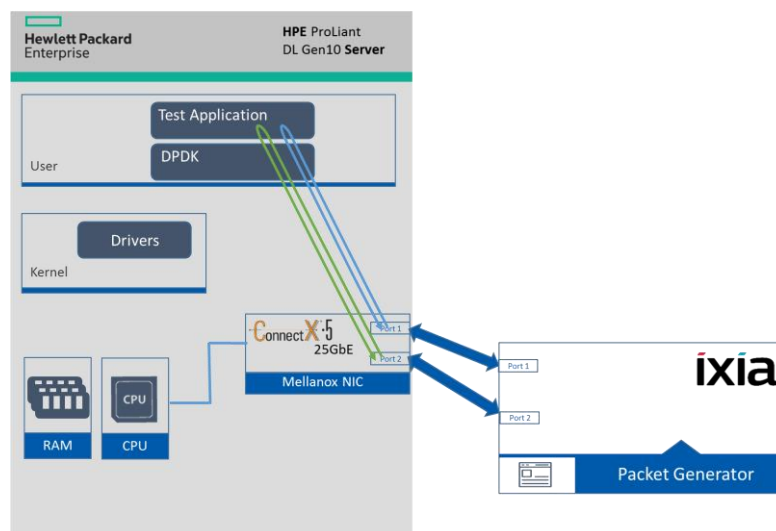 Hewlett Packard
Enterprise
HPE ProLiant
DL Gen10 Server
Test Application
DPDK
User
Drivers
Kernel
ConnectX·5
25GbE
Port 1
Port 2
Mellanox NIC
CPU
RAM
CPU
Port 1
Port 2
ixia
Packet Generator